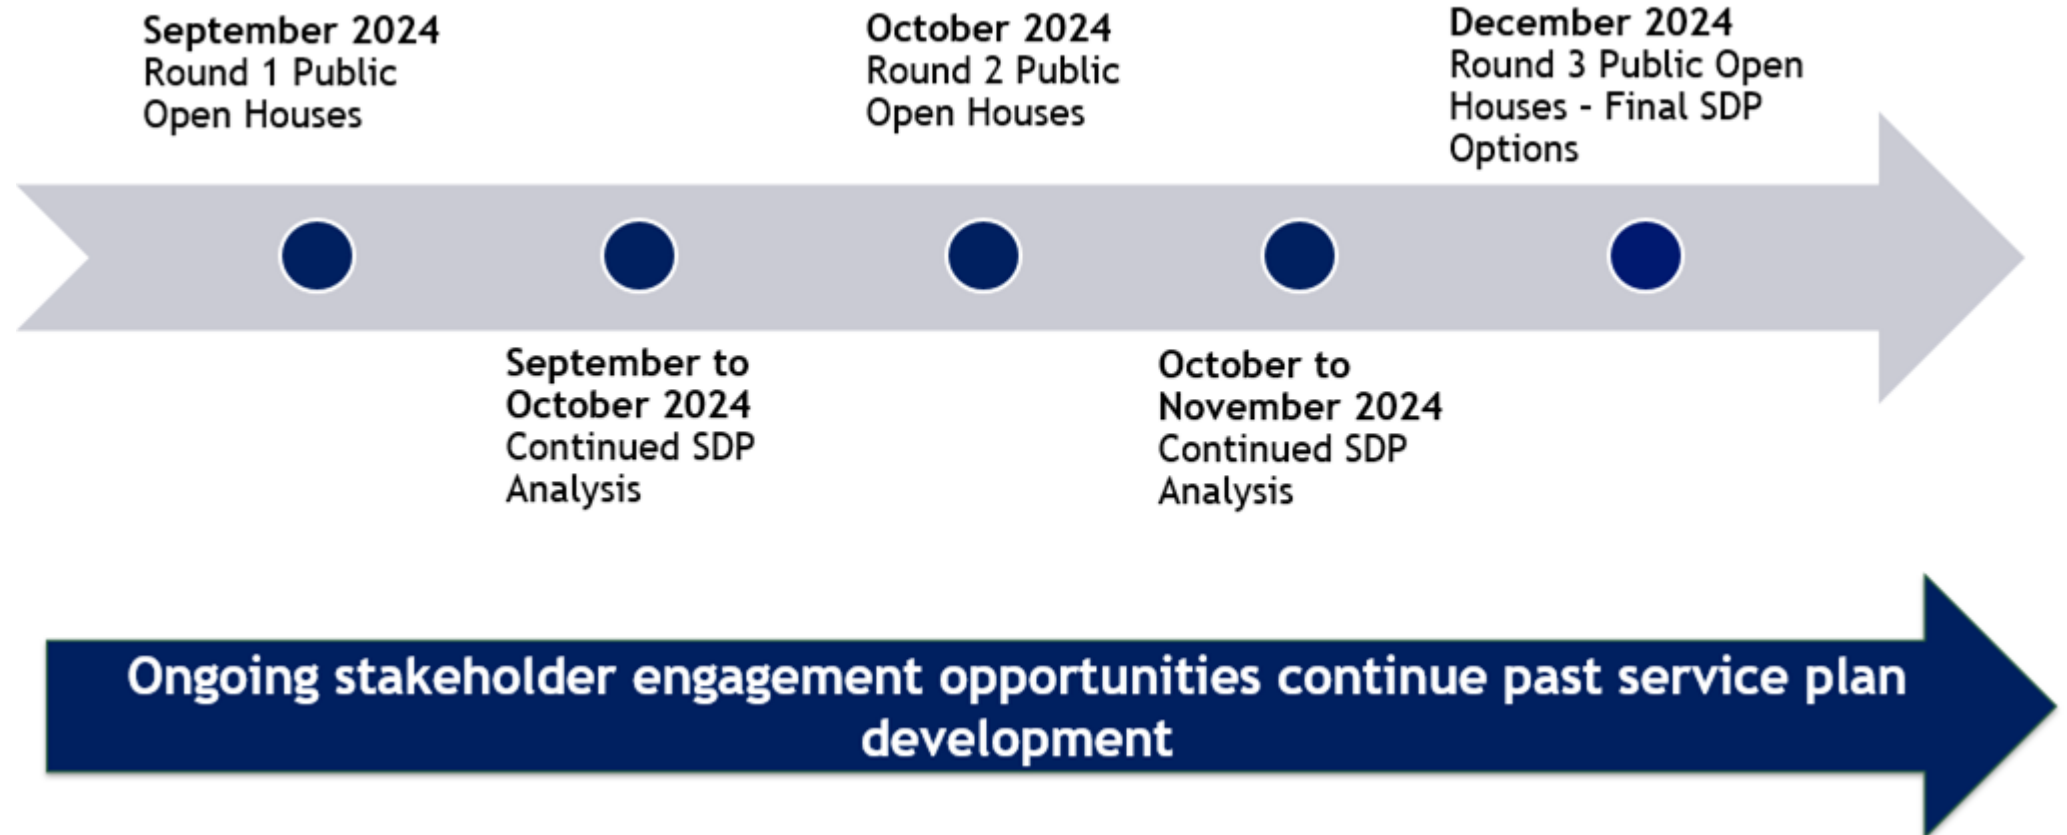 September 2024
Round 1 Public
Open Houses
October 2024
Round 2 Public
Open Houses
December 2024
Round 3 Public Open
Houses - Final SDP
Options
September to
October 2024
Continued SDP
Analysis
October to
November 2024
Continued SDP
Analysis
Ongoing stakeholder engagement opportunities continue past service plan
development